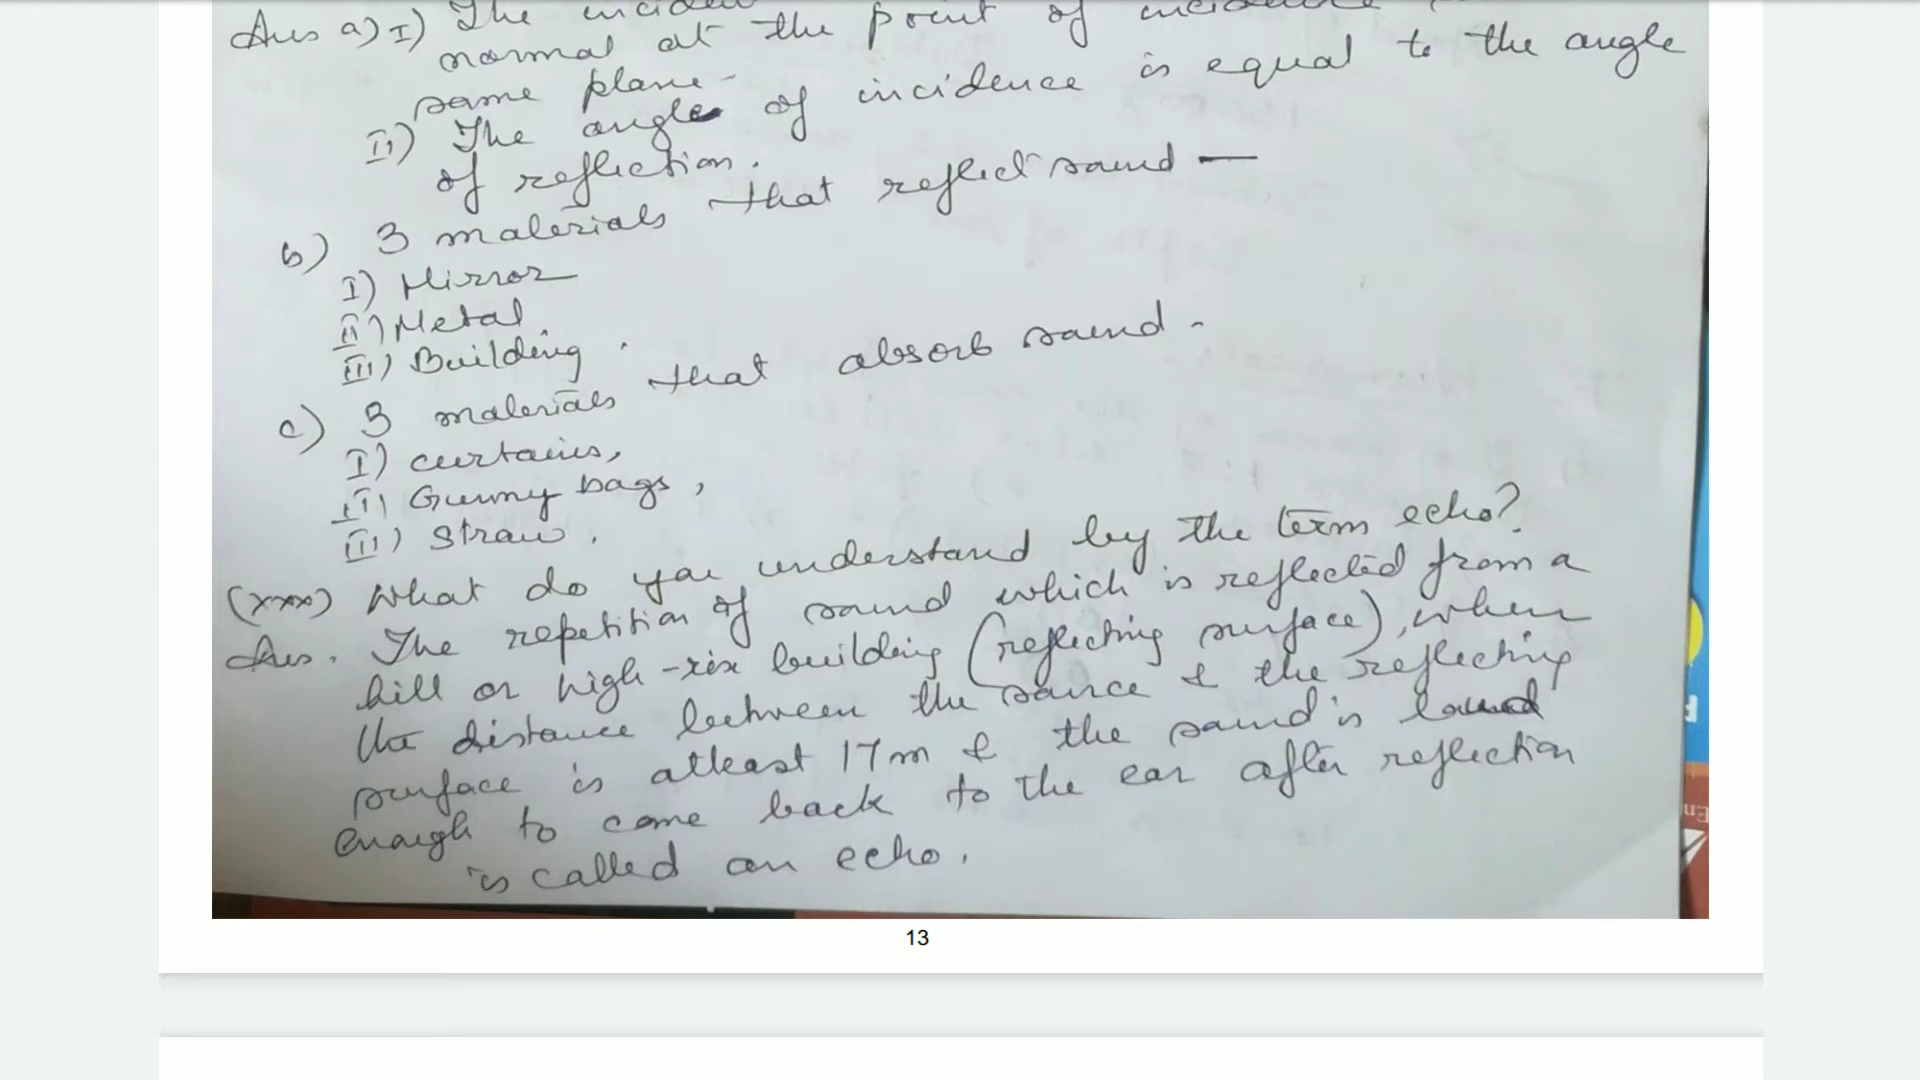 Ans a) I) The incident
normal at the point of
same plane -
II) The angle of incidence is equal to the angle
of reflection.
b) 3 materials that reflect sound —
I) Mirror
II) Metal
III) Building.
c) 3 materials that absorb sound -
I) curtains,
II) Gunny bags,
III) Straw.
(xxx) What do you understand by the term echo?
Ans. The repetition of sound which is reflected from a
hill or high-rise building (reflecting surface), when
the distance between the source & the reflecting
surface is atleast 17m & the sound is loud
enough to come back to the ear after reflection
is called an echo.
13